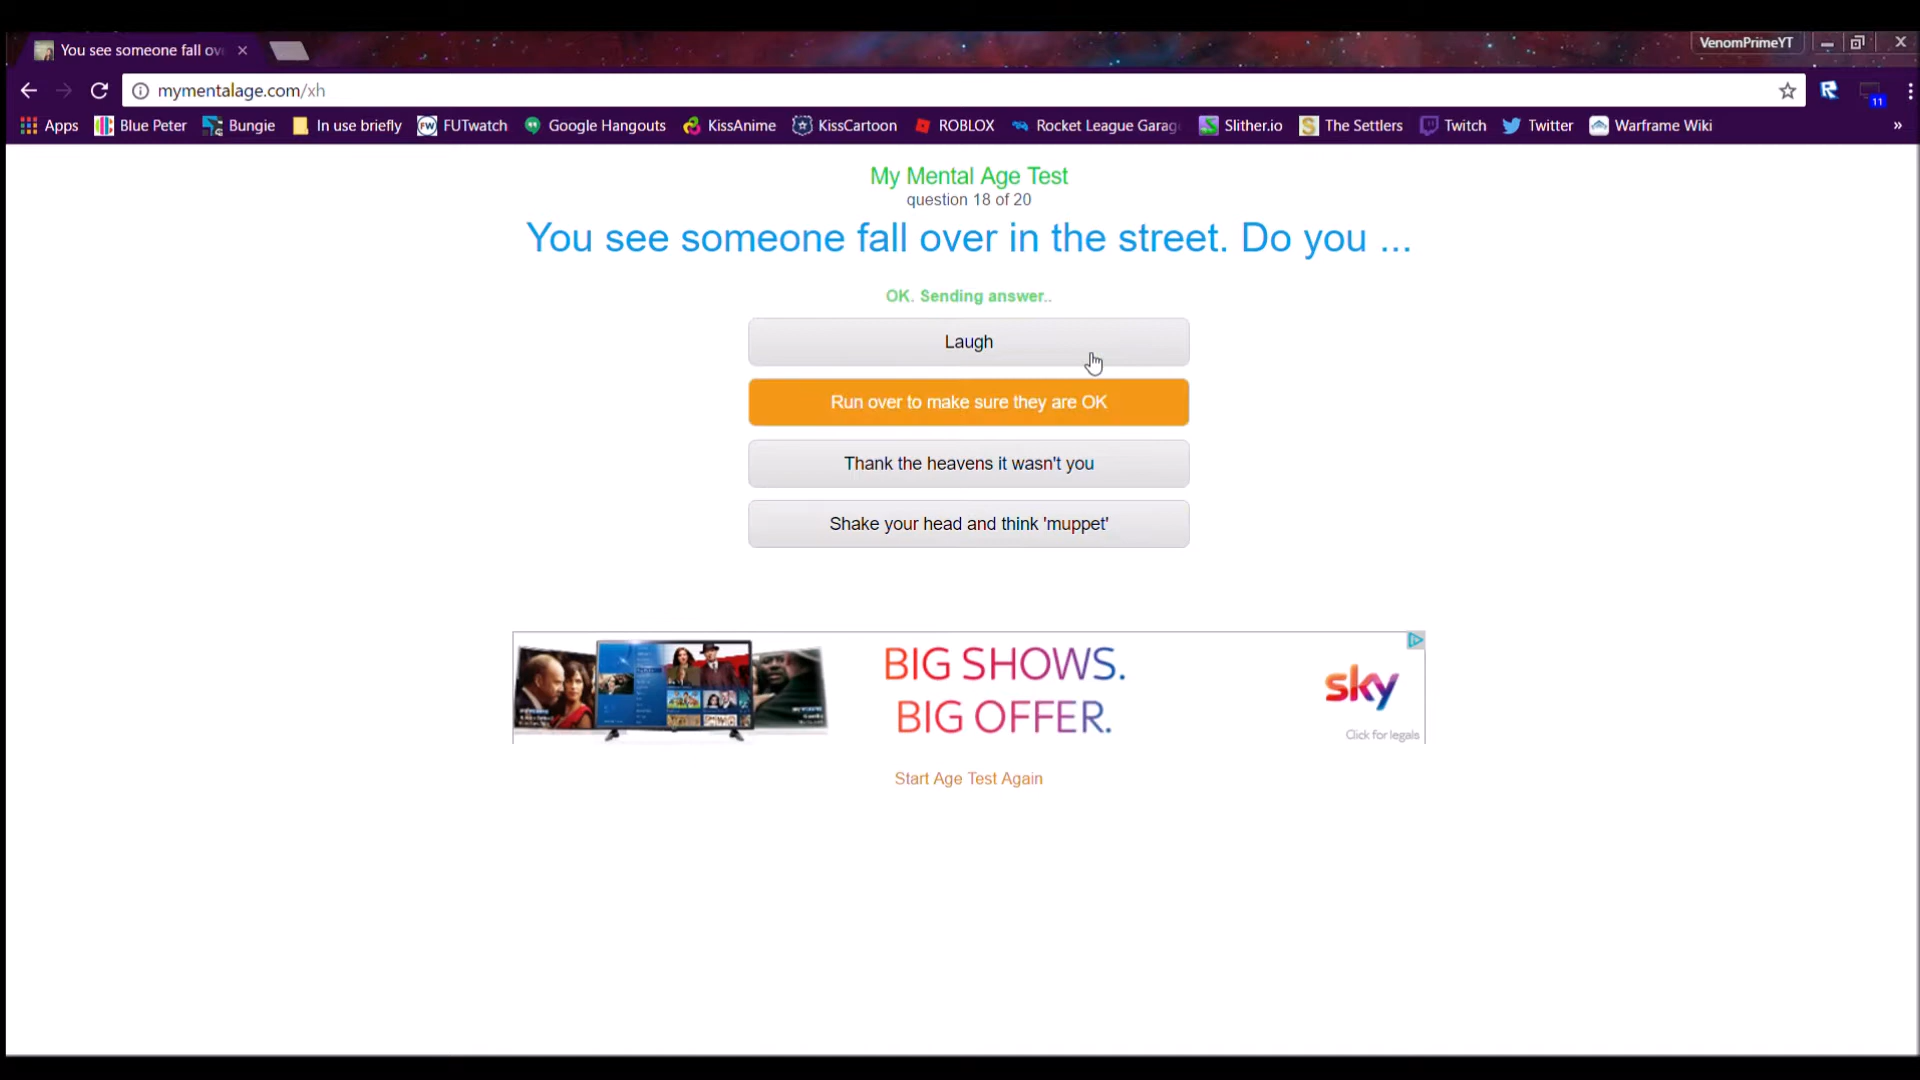 You see someone fall ov
VenomPrimeYT
mymentalage.com/xh
11
Apps Blue Peter Bungie In use briefly FUTwatch Google Hangouts KissAnime KissCartoon ROBLOX Rocket League Garag Slither.io The Settlers Twitch Twitter Warframe Wiki »
My Mental Age Test
question 18 of 20
You see someone fall over in the street. Do you ...
OK. Sending answer..
Laugh
Run over to make sure they are OK
Thank the heavens it wasn't you
Shake your head and think 'muppet'
BIG SHOWS.
BIG OFFER.
sky
Click for legals
Start Age Test Again